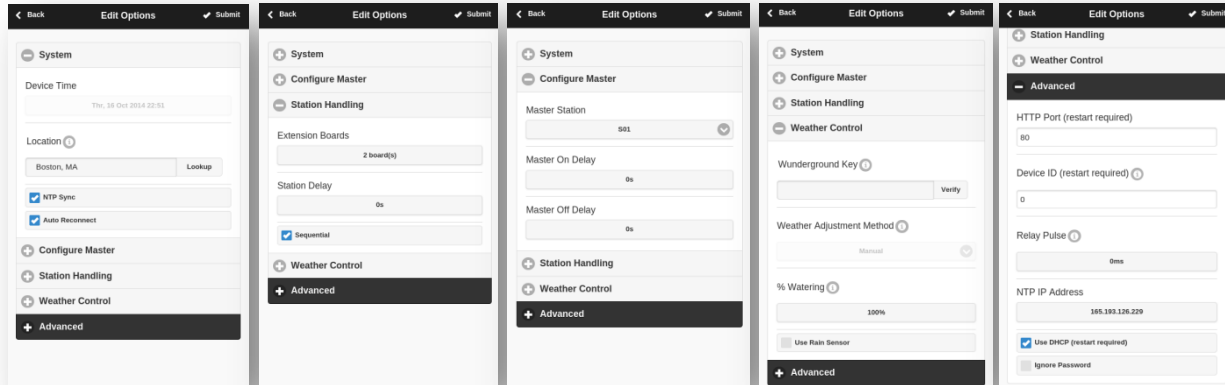 Back Edit Options Submit
System
Device Time
Thr, 16 Oct 2014 22:51
Location
Boston, MA Lookup
NTP Sync
Auto Reconnect
Configure Master
Station Handling
Weather Control
Advanced
Back Edit Options Submit
System
Configure Master
Station Handling
Extension Boards
2 board(s)
Station Delay
0s
Sequential
Weather Control
Advanced
Back Edit Options Submit
System
Configure Master
Master Station
S01
Master On Delay
0s
Master Off Delay
0s
Station Handling
Weather Control
Advanced
Back Edit Options Submit
System
Configure Master
Station Handling
Weather Control
Wunderground Key
Verify
Weather Adjustment Method
Manual
% Watering
100%
Use Rain Sensor
Advanced
Back Edit Options Submit
Station Handling
Weather Control
Advanced
HTTP Port (restart required)
80
Device ID (restart required)
0
Relay Pulse
0ms
NTP IP Address
165.193.126.229
Use DHCP (restart required)
Ignore Password